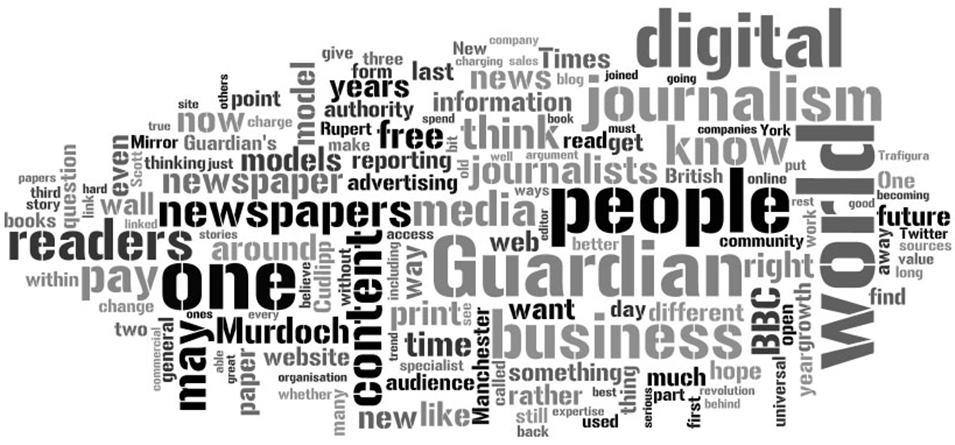 digital
company
New
charging
sales
Times
give
three
form
last
news
blog
joined
going
years
model
others
point
authority
information
journalism
site
now
charge
Rupert
free
spend
book
must
companies
York
true
Mirror
Guardian's
make
bit
think
read
get
know
world
thinking
just
models
reporting
old
well
argument
journalists
British
put
Trafigura
papers
third
story
question
hard
link
even
Scott
newspaper
advertising
ways
people
online
rest
good
One
becoming
books
wall
linked
newspapers
media
editor
work
future
Twitter
readers
stories
around
access
web
better
community
away
sources
value
long
within
pay
one
believe
Cudlipp
without
content
including
way
Guardian
right
find
change
ones
every
print
see
want
day
different
BBC
open
growth
year
two
commercial
general
may
Murdoch
trend
time
Manchester
business
able
great
paper
website
specialist
called
something
thing
hope
universal
organisation
audience
rather
much
part
first
revolution
behind
whether
many
new
like
still
expertise
best
used
serious
back